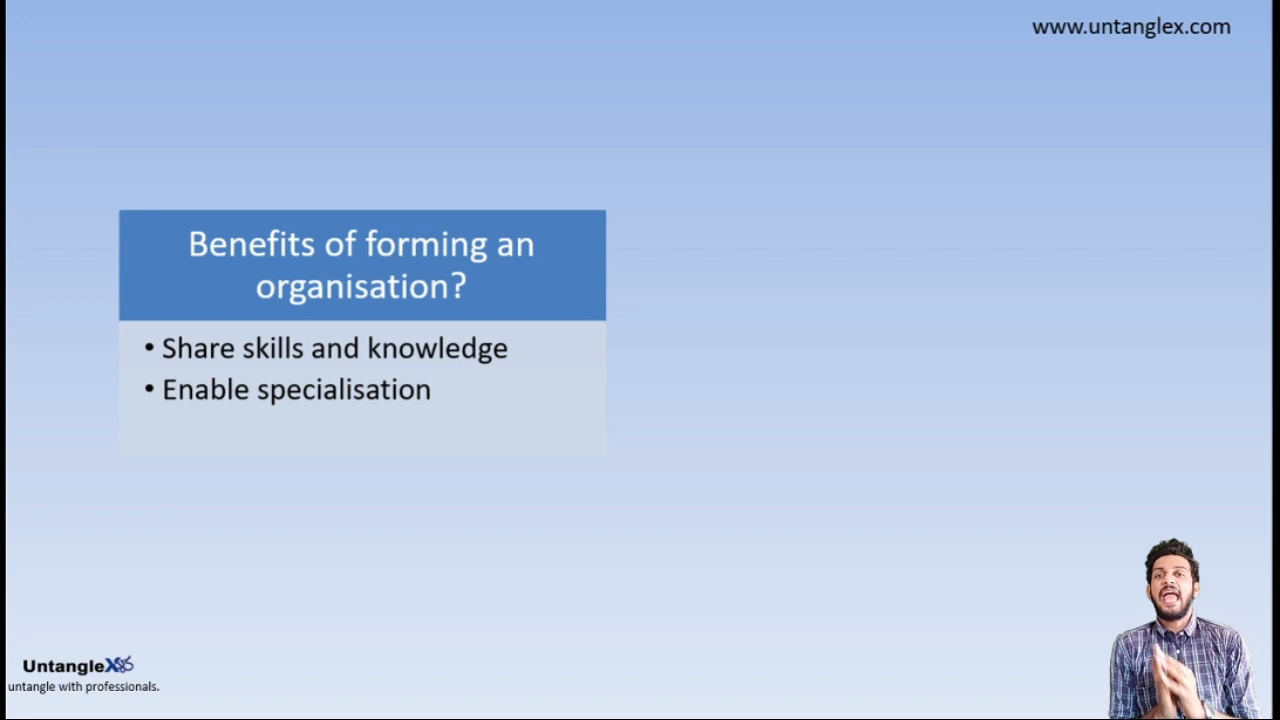 www.untanglex.com
Benefits of forming an
organisation?
• Share skills and knowledge
• Enable specialisation
UntangleX
untangle with professionals.